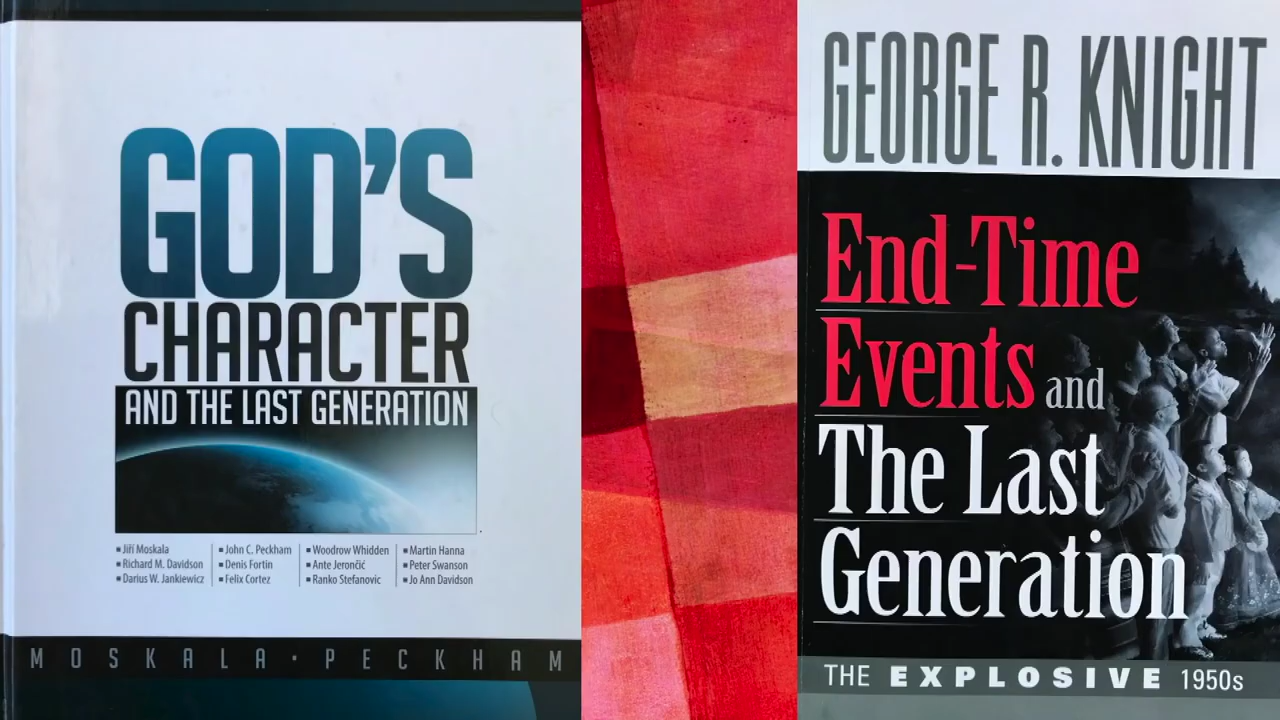 GOD'S
CHARACTER
AND THE LAST GENERATION
▪ Jiří Moskala
▪ Richard M. Davidson
▪ Darius W. Jankiewicz
▪ John C. Peckham
▪ Denis Fortin
▪ Felix Cortez
▪ Woodrow Whidden
▪ Ante Jerončić
▪ Ranko Stefanovic
▪ Martin Hanna
▪ Peter Swanson
▪ Jo Ann Davidson
MOSKALA · PECKHAM
GEORGE R. KNIGHT
End-Time
Events and
The Last
Generation
THE EXPLOSIVE 1950s